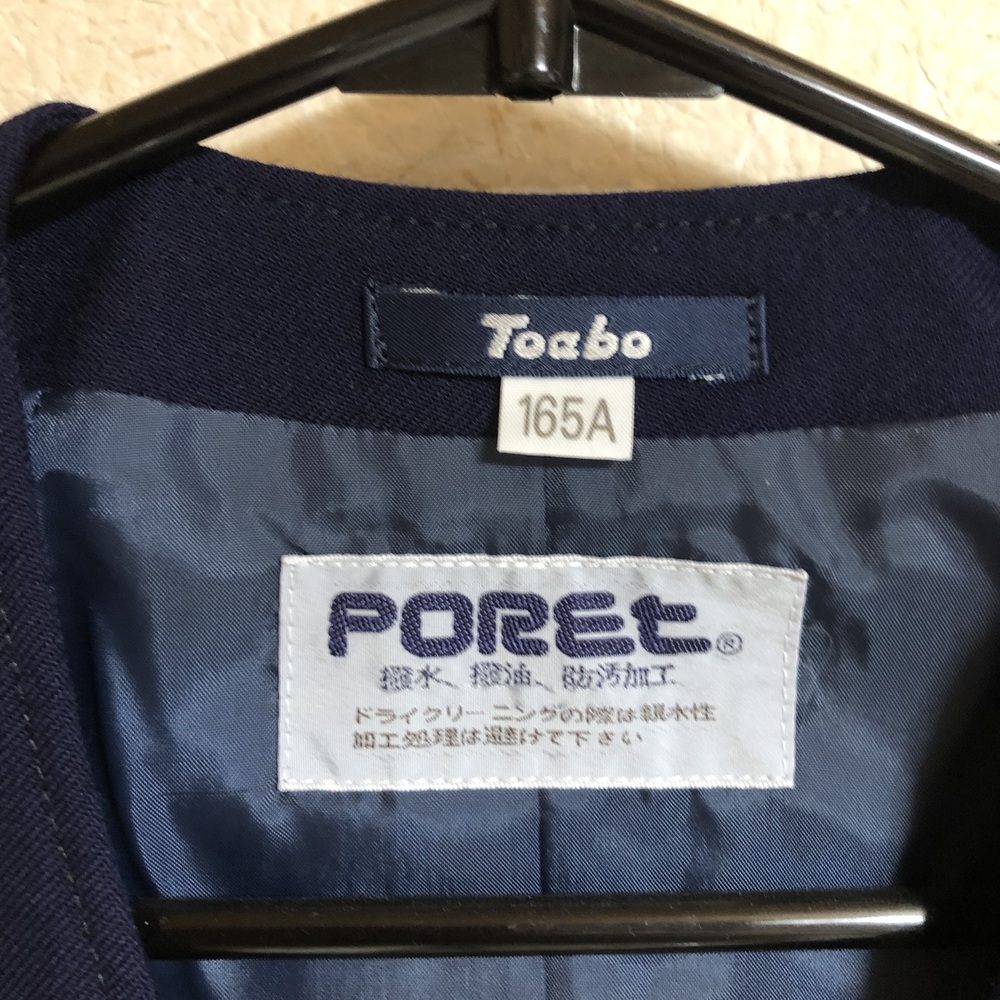 Toabo
165A
PORET®
撥水、撥油、防汚加工
ドライクリーニングの際は親水性
加工処理は避けて下さい